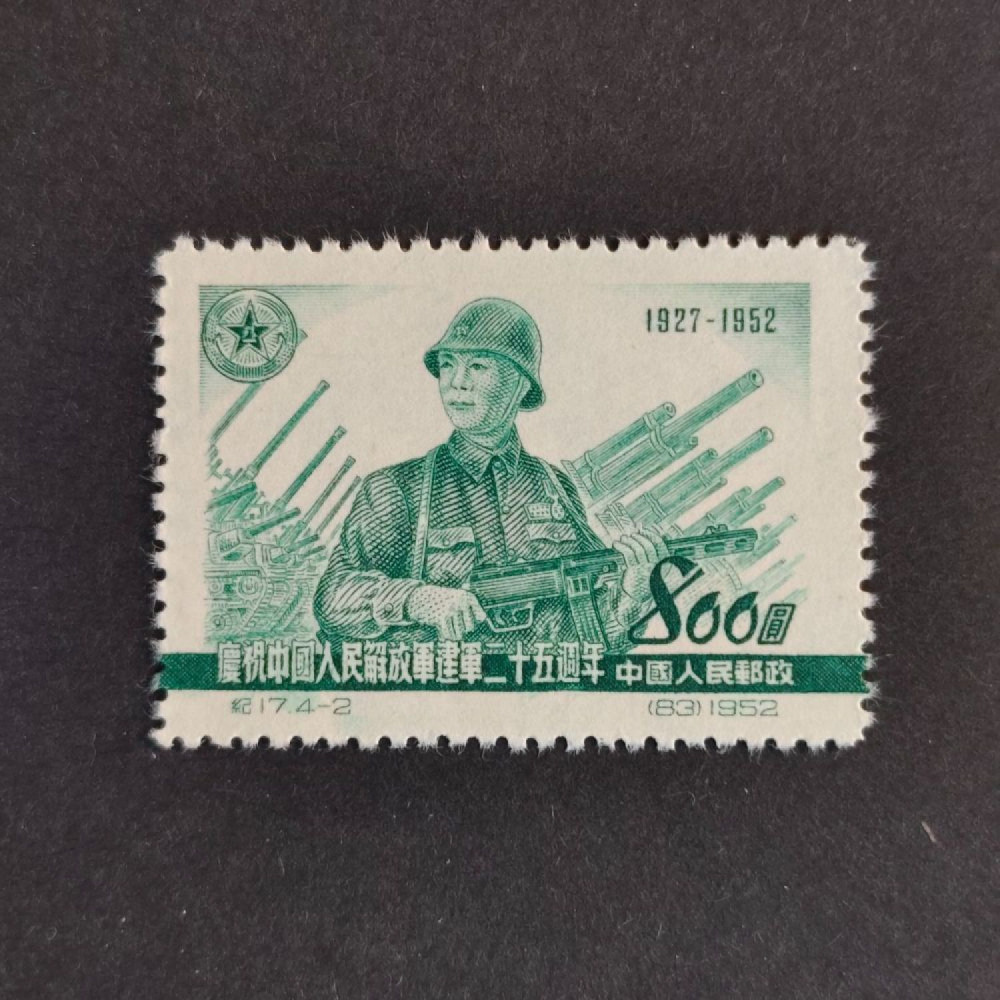 1927-1952
800圓
慶祝中國人民解放軍建軍二十五週年 中國人民郵政
紀17.4-2 (83)1952